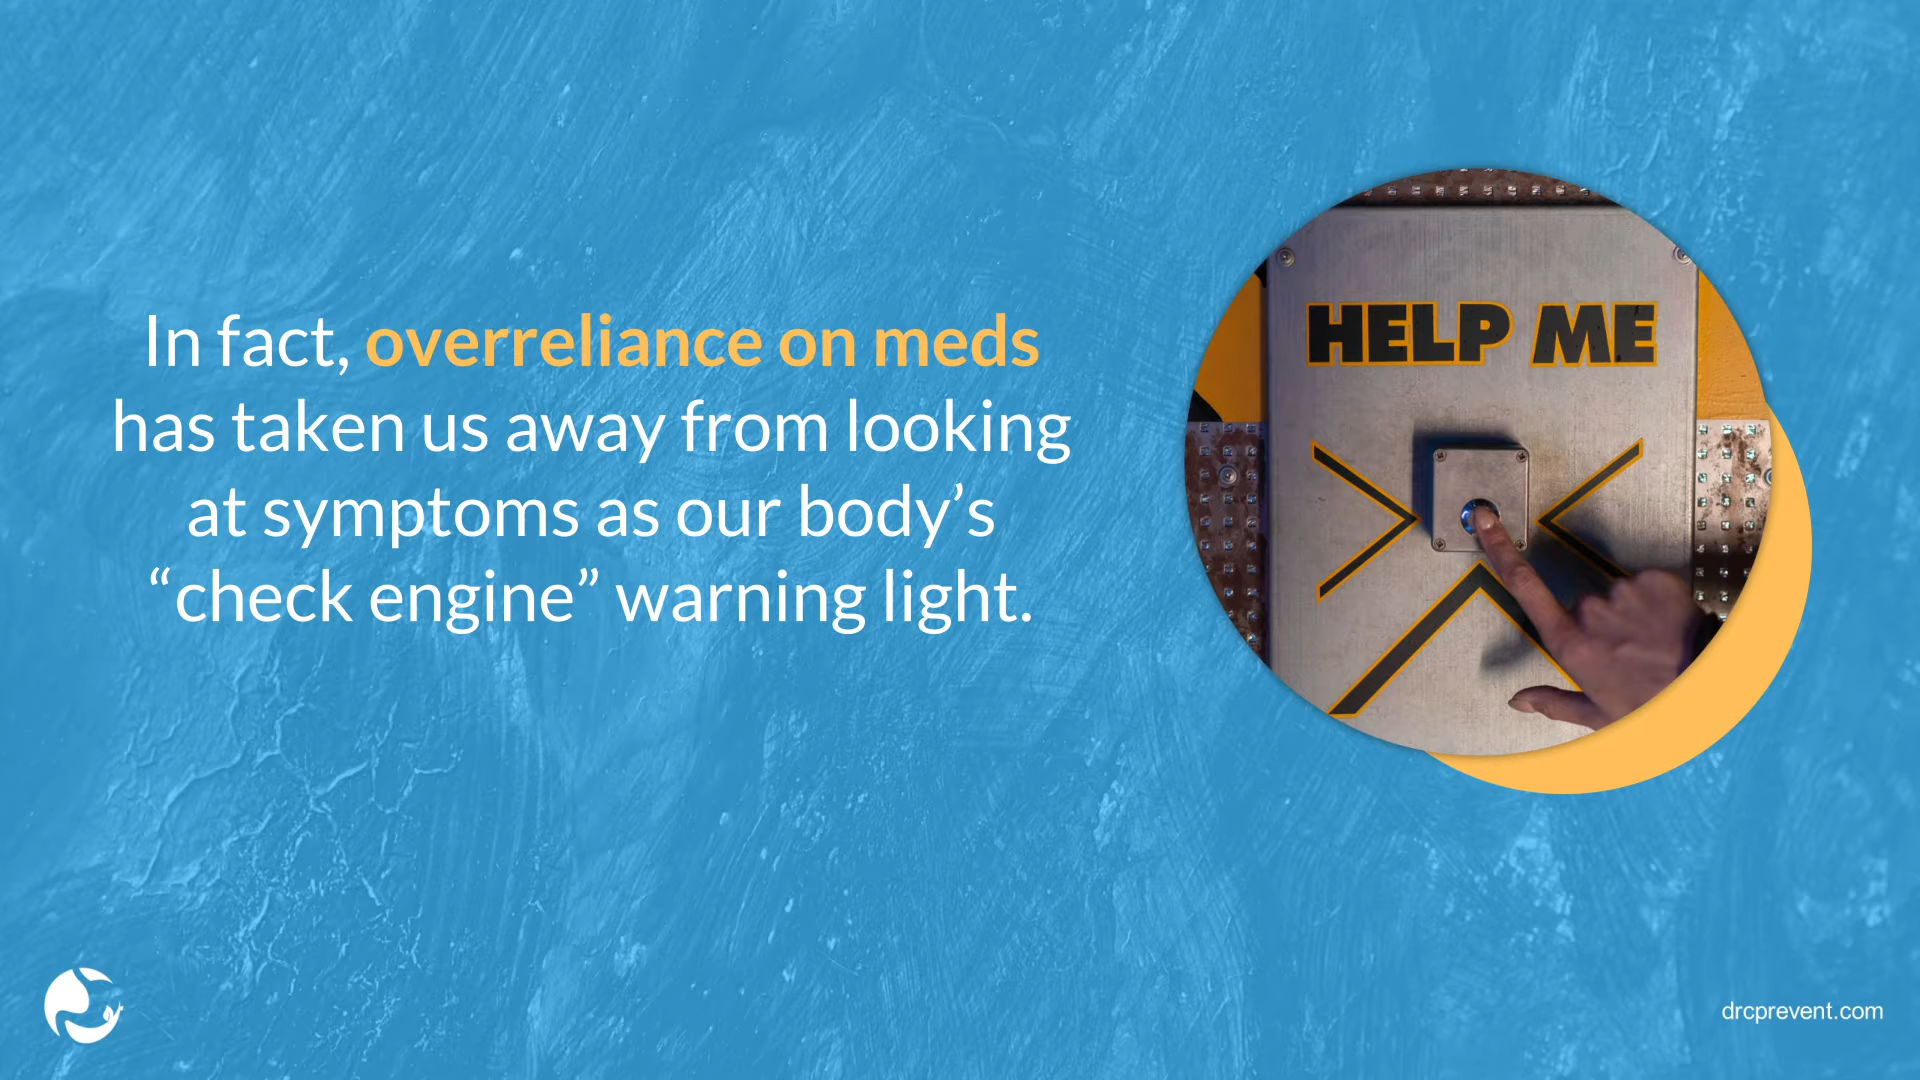 In fact, overreliance on meds
has taken us away from looking
at symptoms as our body’s
“check engine” warning light.
HELP ME
drcprevent.com